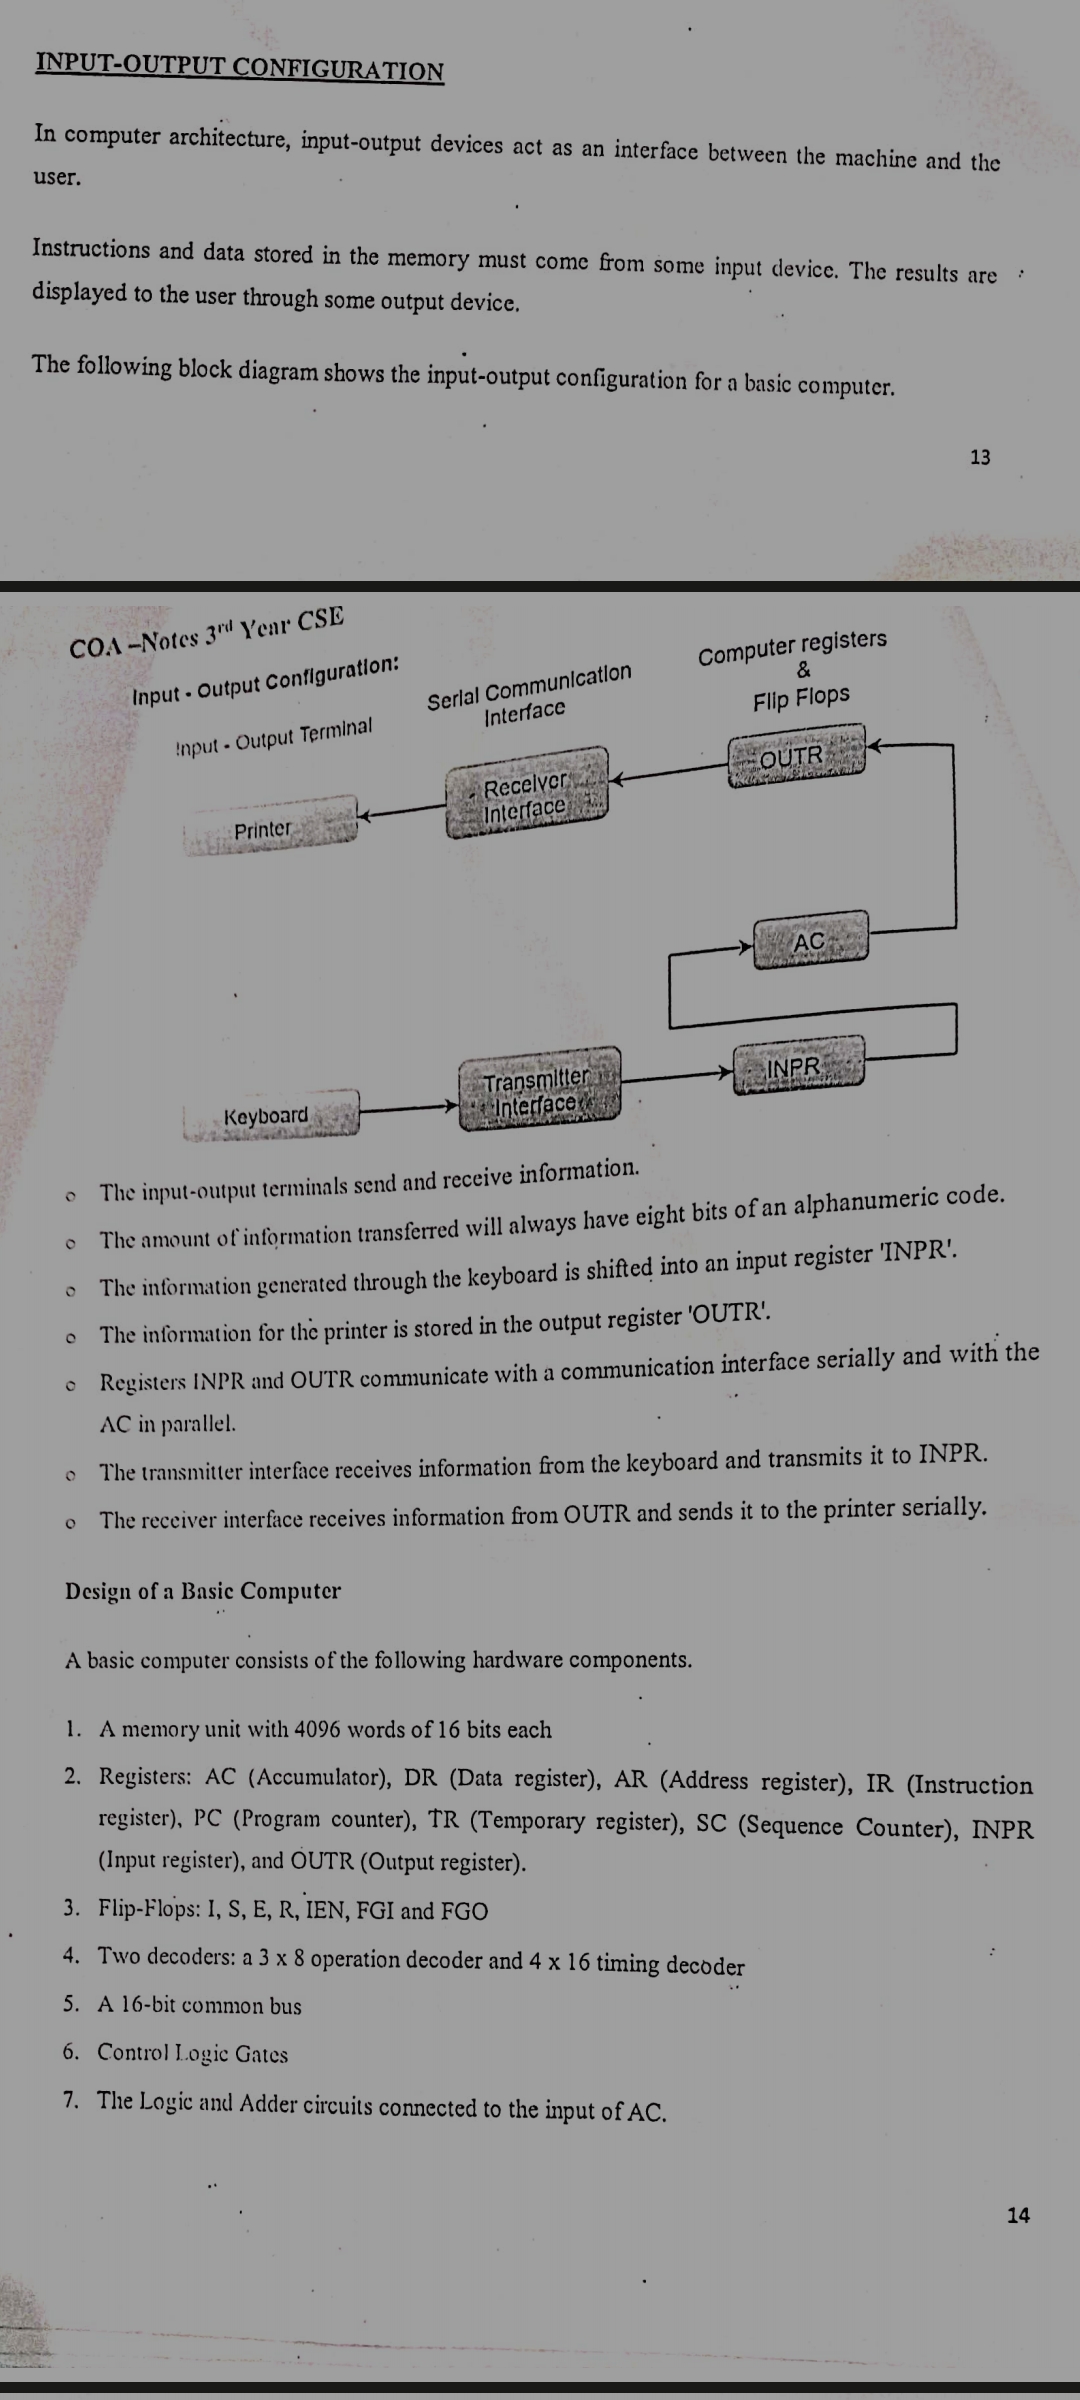 INPUT-OUTPUT CONFIGURATION
In computer architecture, input-output devices act as an interface between the machine and the
user.
Instructions and data stored in the memory must come from some input device. The results are
displayed to the user through some output device.
The following block diagram shows the input-output configuration for a basic computer.
13
COA –Notes 3rd Year CSE
Input - Output Configuration:
Input - Output Terminal
Serial Communication
Interface
Computer registers
&
Flip Flops
OUTR
Receiver
Interface
Printer
AC
INPR
Transmitter
Interface
Keyboard
o The input-output terminals send and receive information.
o The amount of information transferred will always have eight bits of an alphanumeric code.
o The information generated through the keyboard is shifted into an input register 'INPR'.
o The information for the printer is stored in the output register 'OUTR'.
o Registers INPR and OUTR communicate with a communication interface serially and with the
AC in parallel.
o The transmitter interface receives information from the keyboard and transmits it to INPR.
o The receiver interface receives information from OUTR and sends it to the printer serially.
Design of a Basic Computer
A basic computer consists of the following hardware components.
1. A memory unit with 4096 words of 16 bits each
2. Registers: AC (Accumulator), DR (Data register), AR (Address register), IR (Instruction
register), PC (Program counter), TR (Temporary register), SC (Sequence Counter), INPR
(Input register), and OUTR (Output register).
3. Flip-Flops: I, S, E, R, IEN, FGI and FGO
4. Two decoders: a 3 x 8 operation decoder and 4 x 16 timing decoder
5. A 16-bit common bus
6. Control Logic Gates
7. The Logic and Adder circuits connected to the input of AC.
14